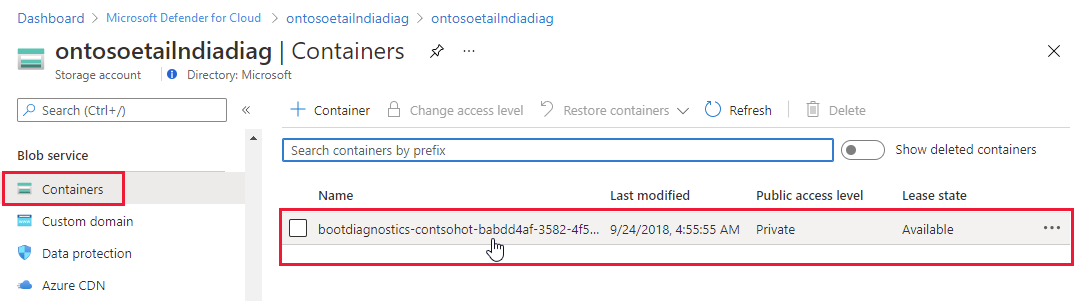 Dashboard > Microsoft Defender for Cloud > ontosoetailndiadiag > ontosoetailndiadiag
ontosoetailndiadiag | Containers ...
Storage account Directory: Microsoft
Search (Ctrl+/) «
Container Change access level Restore containers Refresh Delete
Search containers by prefix Show deleted containers
Blob service
Containers
Custom domain
Data protection
Azure CDN
Name Last modified Public access level Lease state
bootdiagnostics-contsohot-babdd4af-3582-4f5... 9/24/2018, 4:55:55 AM Private Available ...